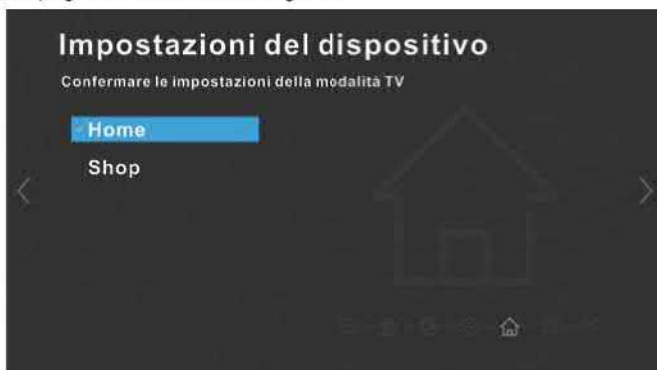 Impostazioni del dispositivo
Confermare le impostazioni della modalità TV
Home
Shop